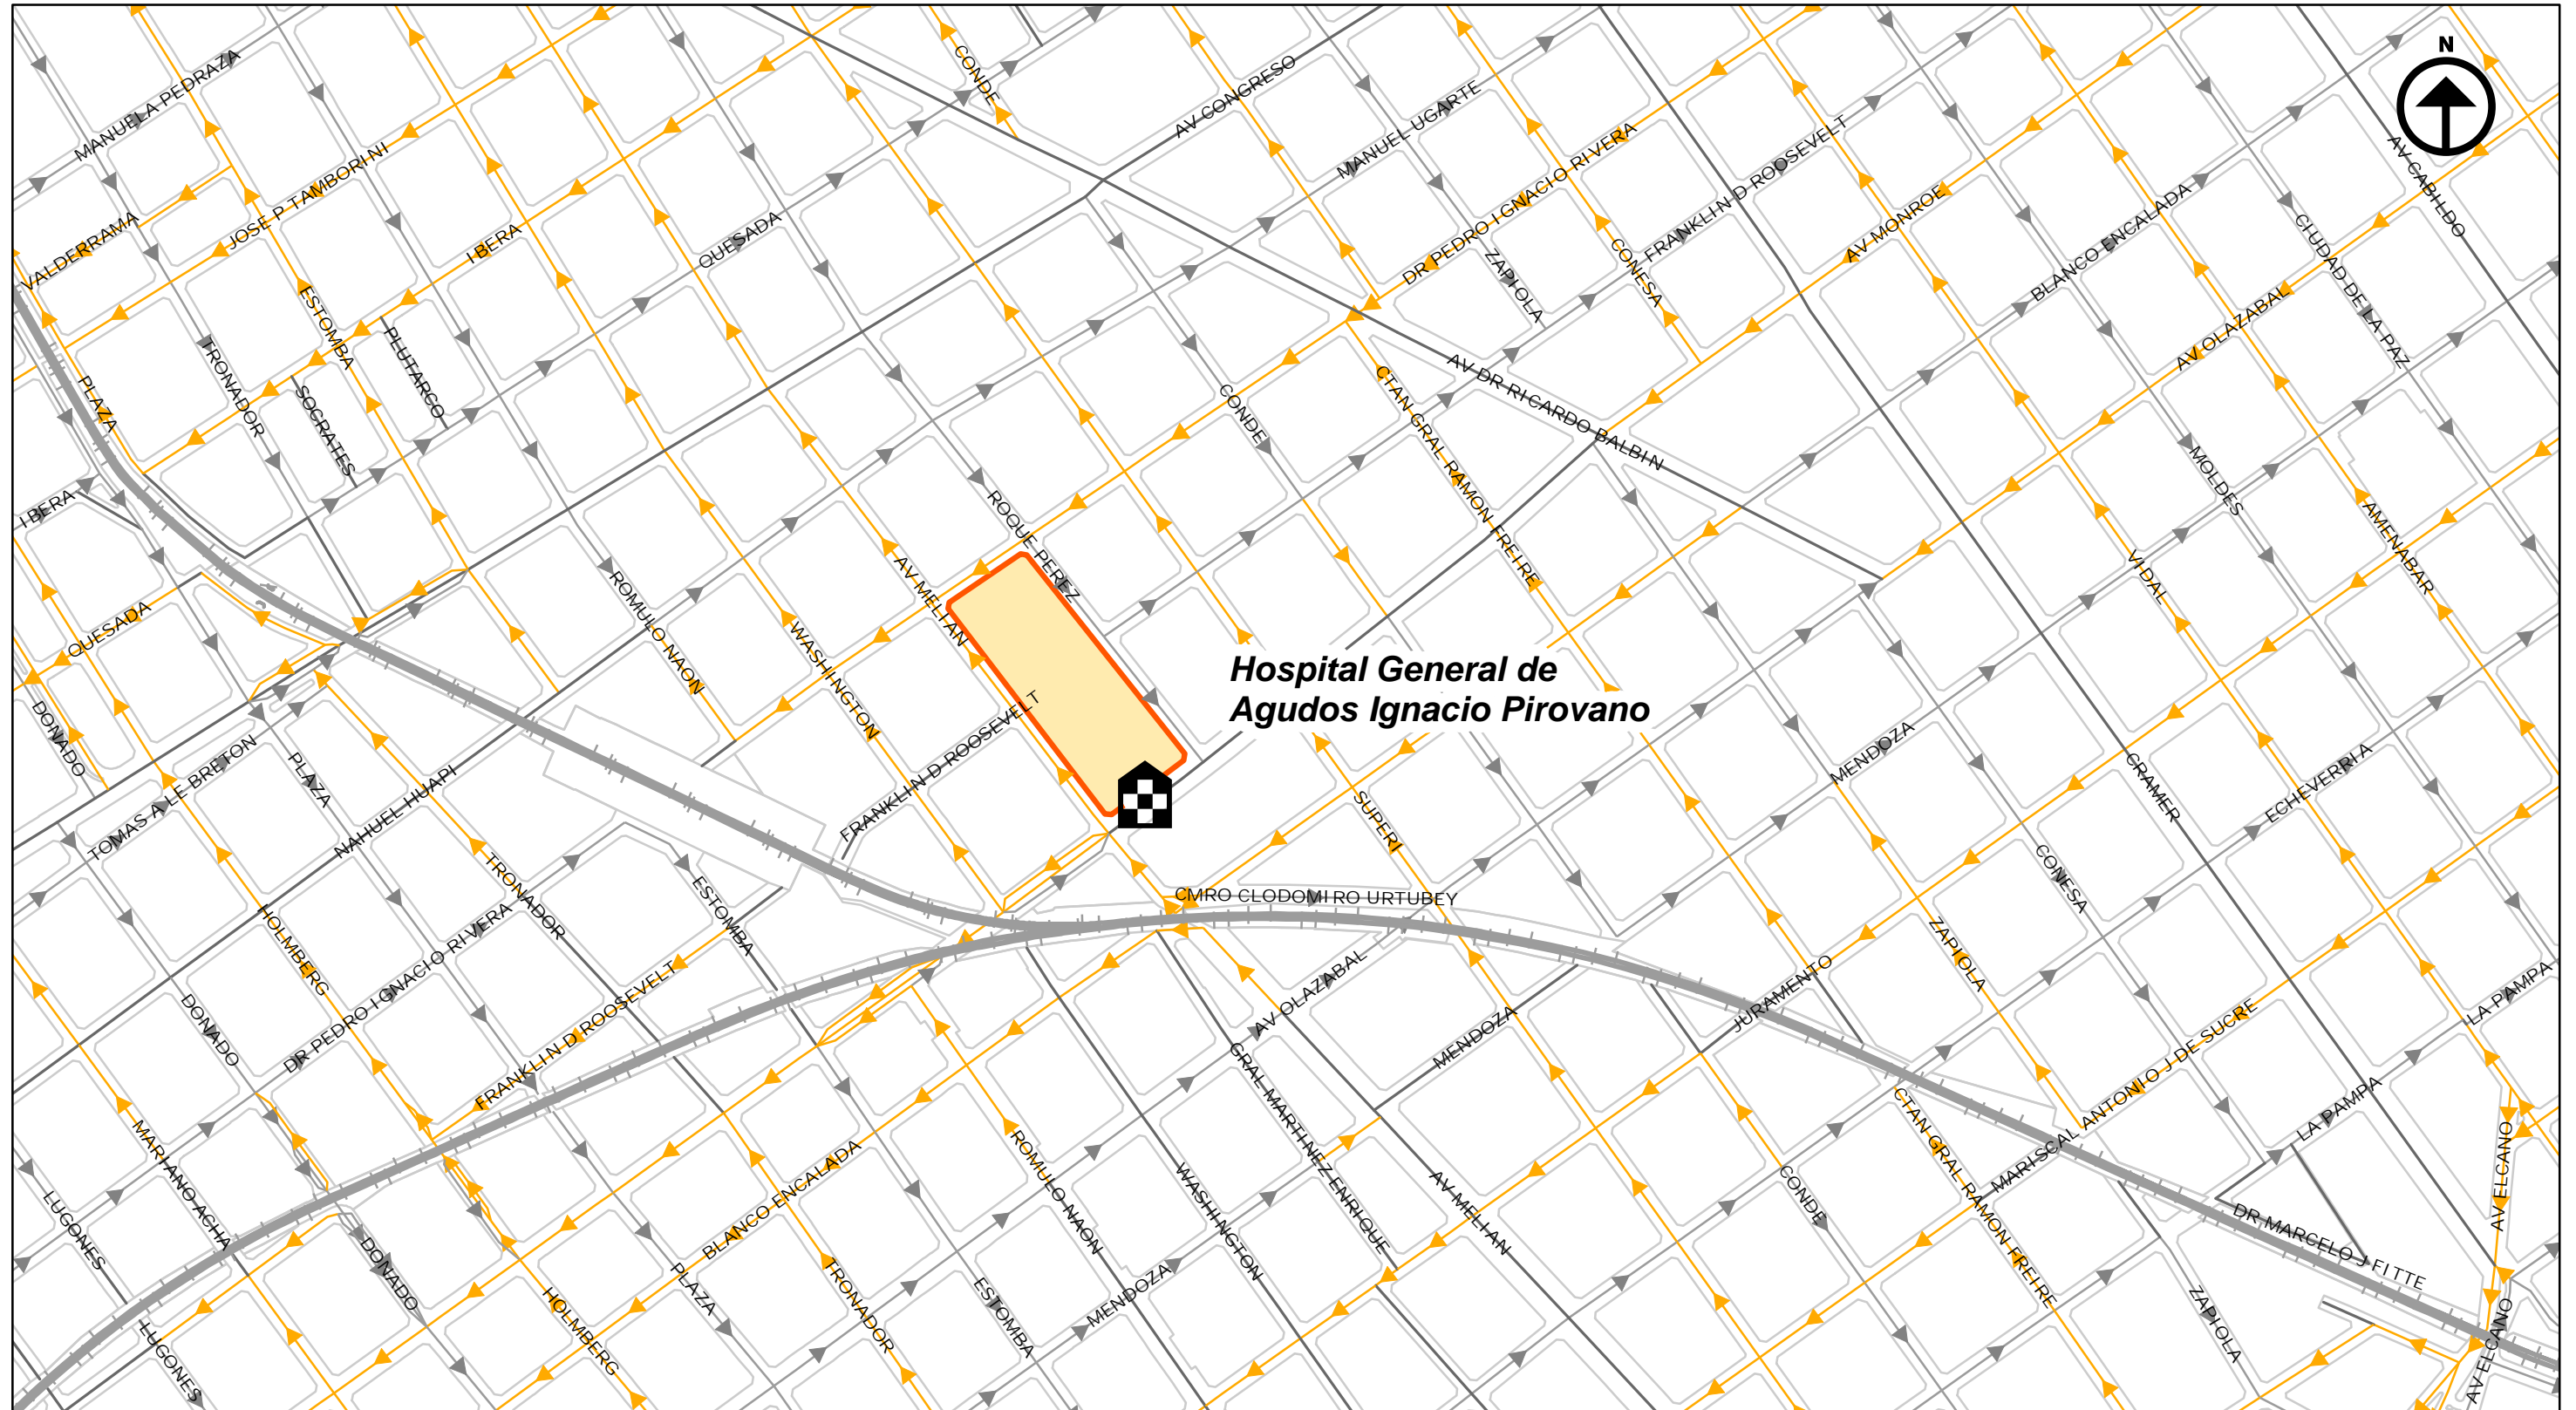 N
MANUELA PEDRAZA
CONDE
AV CONGRESO
MANUEL UGARTE
DR PEDRO IGNACIO RIVERA
FRANKLIN D ROOSEVELT
AV CABILDO
JOSE P TAMBORINI
VALDERRAMA
IBERA
QUESADA
ZAPIOLA
CONESA
AV MONROE
BLANCO ENCALADA
CIUDAD DE LA PAZ
AV OLAZABAL
ESTOMBA
PLUTARCO
TRONADOR
PLAZA
SOCRATES
CONDE
CTAN GRAL RAMON FREIRE
AV DR RICARDO BALBIN
MOLDES
AMENABAR
IBERA
ROQUE PEREZ
AV MELIAN
VIDAL
QUESADA
ROMULO NAON
WASHINGTON
Hospital General de
Agudos Ignacio Pirovano
FRANKLIN D ROOSEVELT
DONADO
TOMAS A LE BRETON
PLAZA
NAHUEL HUAPI
MENDOZA
CRAMER
ECHEVERRIA
SUPERI
TRONADOR
ESTOMBA
CMRO CLODOMIRO URTUBEY
CONESA
HOLMBERG
DR PEDRO IGNACIO RIVERA
FRANKLIN D ROOSEVELT
AV OLAZABAL
ZAPIOLA
JURAMENTO
LA PAMPA
DONADO
MENDOZA
GRAL MARTINEZ ENRIQUE
MARISCAL ANTONIO J DE SUCRE
LA PAMPA
CTAN GRAL RAMON FREIRE
MARIANO ACHA
ROMULO NAON
BLANCO ENCALADA
WASHINGTON
AV MELIAN
CONDE
AV ELCANO
LUGONES
DONADO
PLAZA
TRONADOR
ESTOMBA
MENDOZA
DR MARCELO J FITTE
ZAPIOLA
HOLMBERG
LUGONES
AV ELCANO